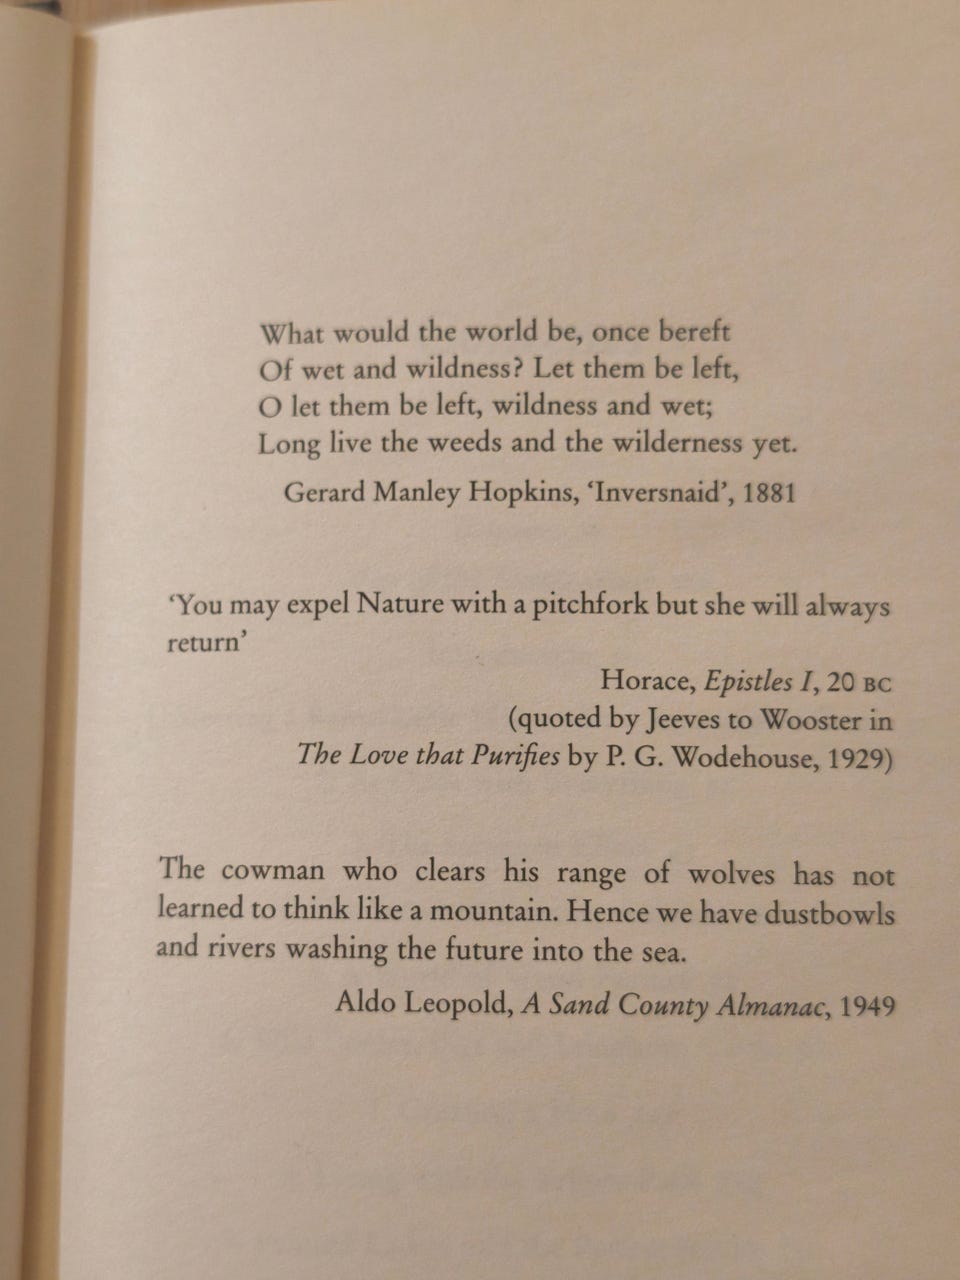 What would the world be, once bereft
Of wet and wildness? Let them be left,
O let them be left, wildness and wet;
Long live the weeds and the wilderness yet.
Gerard Manley Hopkins, ‘Inversnaid’, 1881
‘You may expel Nature with a pitchfork but she will always
return’
Horace, Epistles I, 20 BC
(quoted by Jeeves to Wooster in
The Love that Purifies by P. G. Wodehouse, 1929)
The cowman who clears his range of wolves has not
learned to think like a mountain. Hence we have dustbowls
and rivers washing the future into the sea.
Aldo Leopold, A Sand County Almanac, 1949